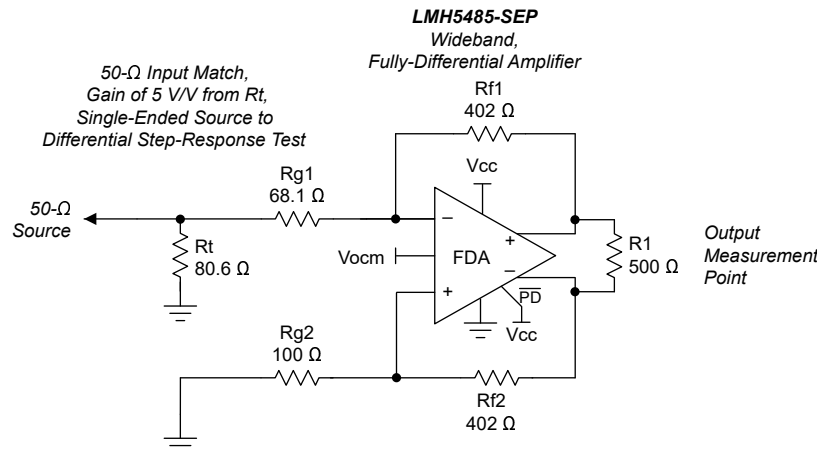 LMH5485-SEP
Wideband,
Fully-Differential Amplifier
50-Ω Input Match,
Gain of 5 V/V from Rt,
Single-Ended Source to
Differential Step-Response Test
Rf1
402 Ω
Rg1
68.1 Ω
Vcc
50-Ω
Source
Rt
80.6 Ω
−
+
Vocm
FDA
+
−
R1
500 Ω
Output
Measurement
Point
PD
Vcc
Rg2
100 Ω
Rf2
402 Ω